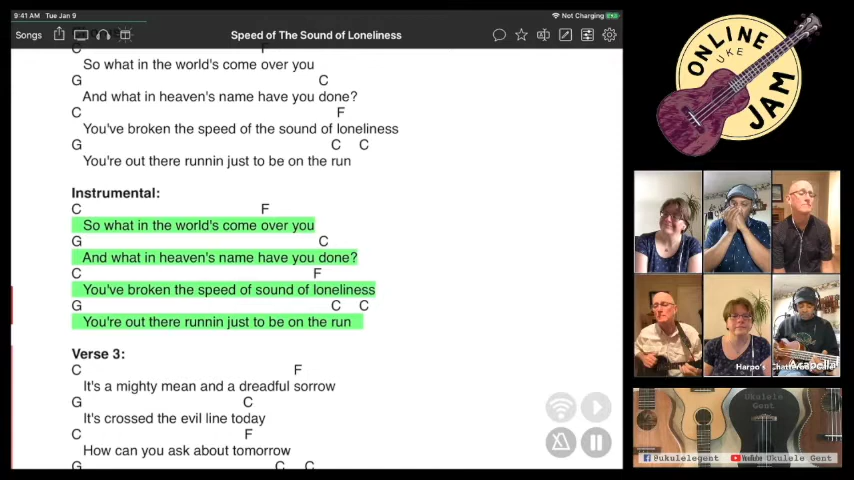 9:41 AM Tue Jan 9
Not Charging
Songs
Speed of The Sound of Loneliness
C F
So what in the world's come over you
G C
And what in heaven's name have you done?
C F
You've broken the speed of the sound of loneliness
G C C
You're out there runnin just to be on the run
Instrumental:
C F
So what in the world's come over you
G C
And what in heaven's name have you done?
C F
You've broken the speed of sound of loneliness
G C C
You're out there runnin just to be on the run
Verse 3:
C F
It's a mighty mean and a dreadful sorrow
G C
It's crossed the evil line today
C F
How can you ask about tomorrow
G C C
ONLINE
UKE
JAM
Harpo's
Acapella
Ukulele
Gent
@ukulelegent
YouTube Ukulele Gent